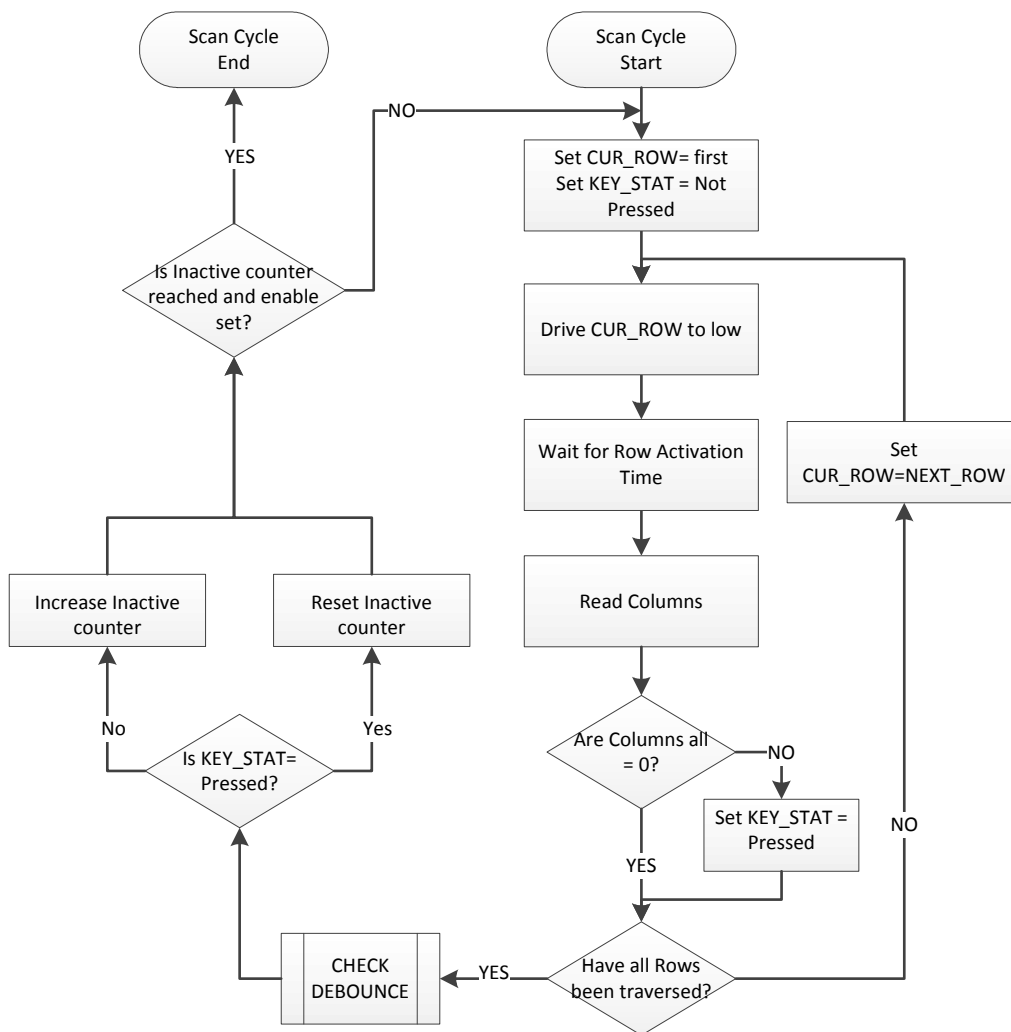 Scan Cycle
End
Scan Cycle
Start
NO
YES
Set CUR_ROW= first
Set KEY_STAT = Not
Pressed
Is Inactive counter
reached and enable
set?
Drive CUR_ROW to low
Wait for Row Activation
Time
Set
CUR_ROW=NEXT_ROW
Increase Inactive
counter
Reset Inactive
counter
Read Columns
No
Yes
Is KEY_STAT=
Pressed?
Are Columns all
= 0?
NO
Set KEY_STAT =
Pressed
NO
YES
CHECK
DEBOUNCE
YES
Have all Rows
been traversed?